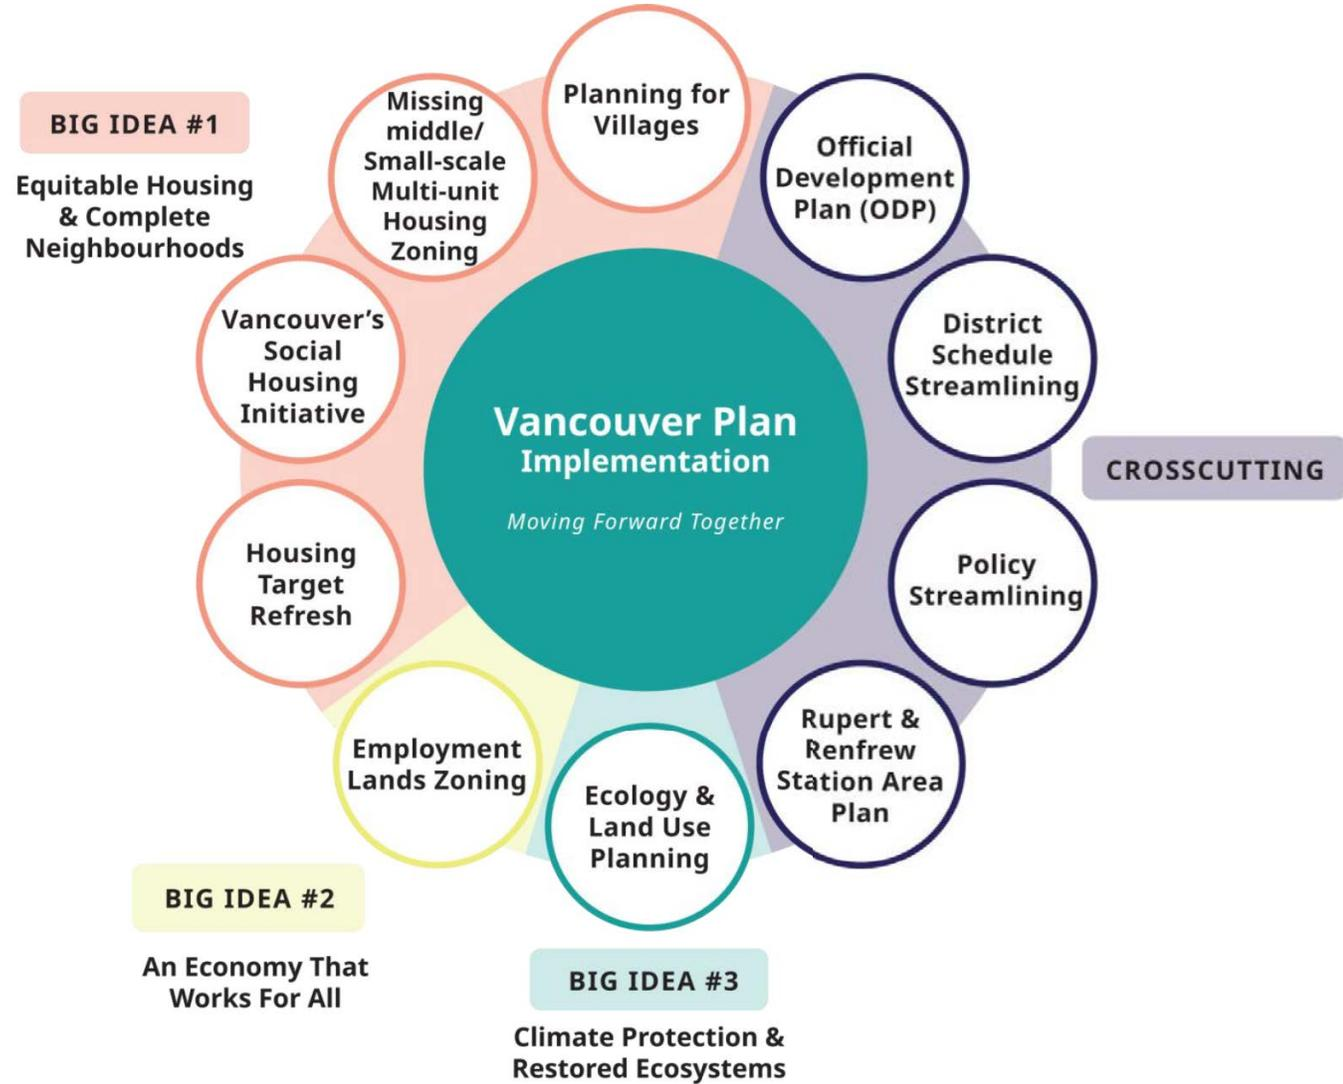 BIG IDEA #1
Equitable Housing
& Complete
Neighbourhoods
Missing
middle/
Small-scale
Multi-unit
Housing
Zoning
Planning for
Villages
Official
Development
Plan (ODP)
Vancouver’s
Social
Housing
Initiative
District
Schedule
Streamlining
Vancouver Plan
Implementation
Moving Forward Together
CROSSCUTTING
Housing
Target
Refresh
Policy
Streamlining
Employment
Lands Zoning
Ecology &
Land Use
Planning
Rupert &
Renfrew
Station Area
Plan
BIG IDEA #2
An Economy That
Works For All
BIG IDEA #3
Climate Protection &
Restored Ecosystems